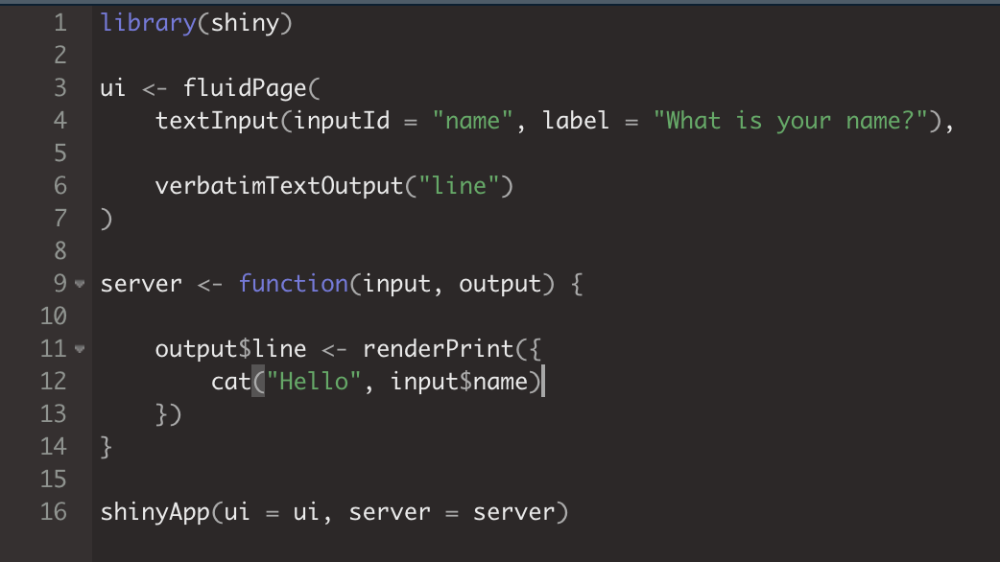 1 library(shiny)
2
3 ui <- fluidPage(
4     textInput(inputId = "name", label = "What is your name?"),
5
6     verbatimTextOutput("line")
7 )
8
9 server <- function(input, output) {
10
11     output$line <- renderPrint({
12         cat("Hello", input$name)
13     })
14 }
15
16 shinyApp(ui = ui, server = server)